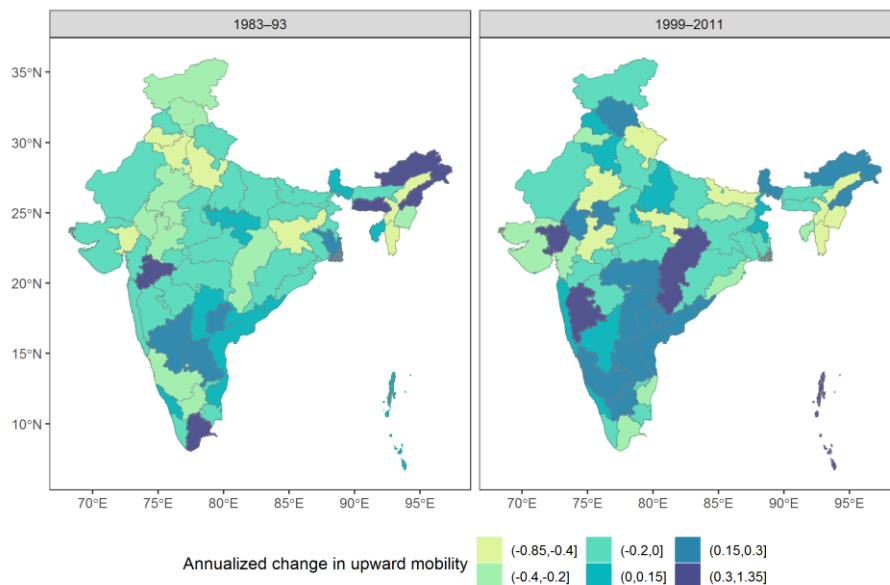 1983–93
1999–2011
35°N
30°N
25°N
20°N
15°N
10°N
70°E 75°E 80°E 85°E 90°E 95°E
70°E 75°E 80°E 85°E 90°E 95°E
Annualized change in upward mobility
(-0.85,-0.4] (-0.2,0] (0.15,0.3]
(-0.4,-0.2] (0,0.15] (0.3,1.35]